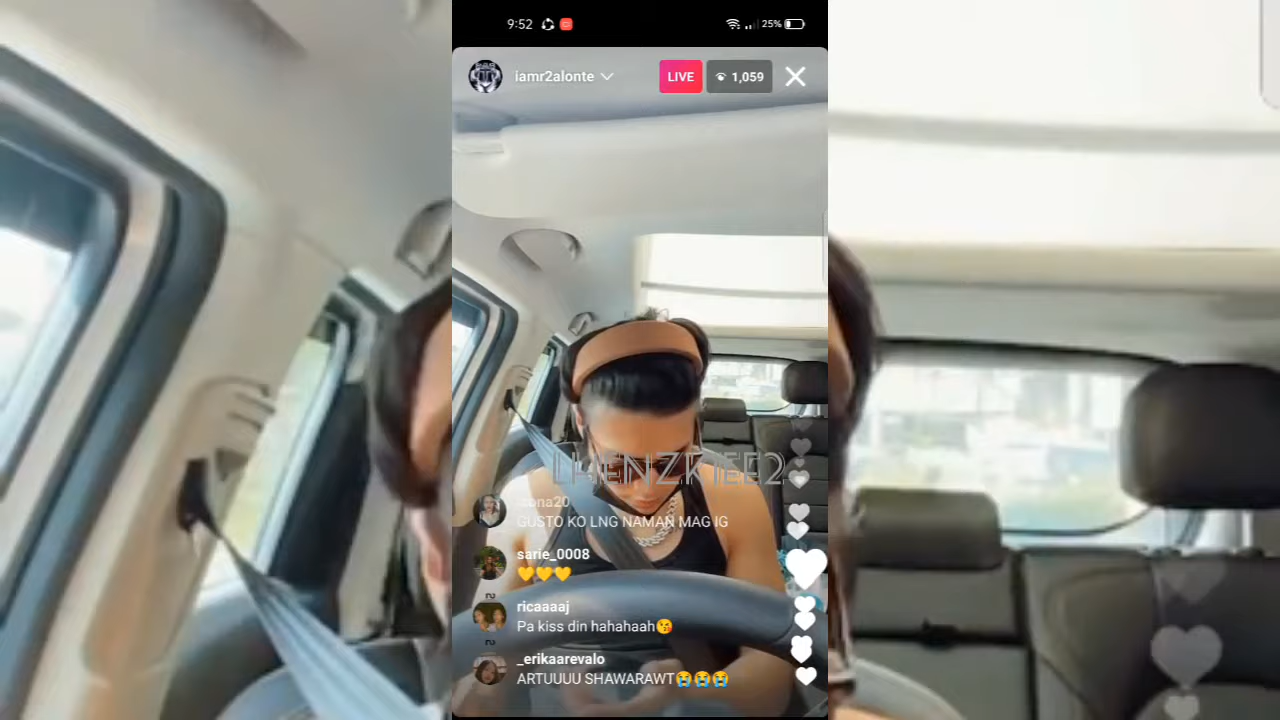 9:52
25%
iamr2alonte
LIVE
1,059
LHENZKIEE2
GUSTO KO LNG NAMAN MAG IG
sarie_0008
💛💛💛
ricaaaaj
Pa kiss din hahahaah😘
_erikaarevalo
ARTUUUU SHAWARAWT😭😭😭